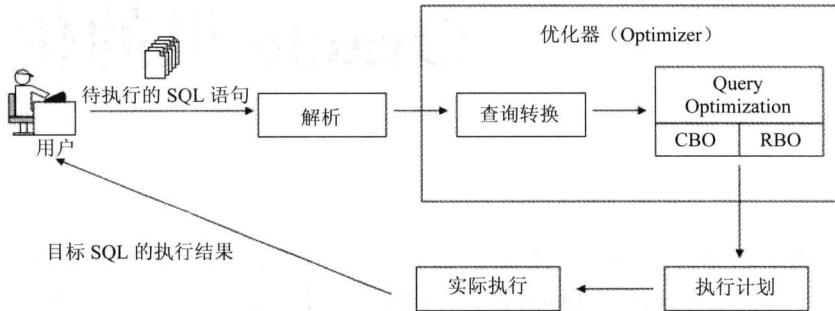 优化器（Optimizer）
待执行的 SQL 语句
用户
解析
查询转换
Query
Optimization
CBO
RBO
目标 SQL 的执行结果
实际执行
执行计划